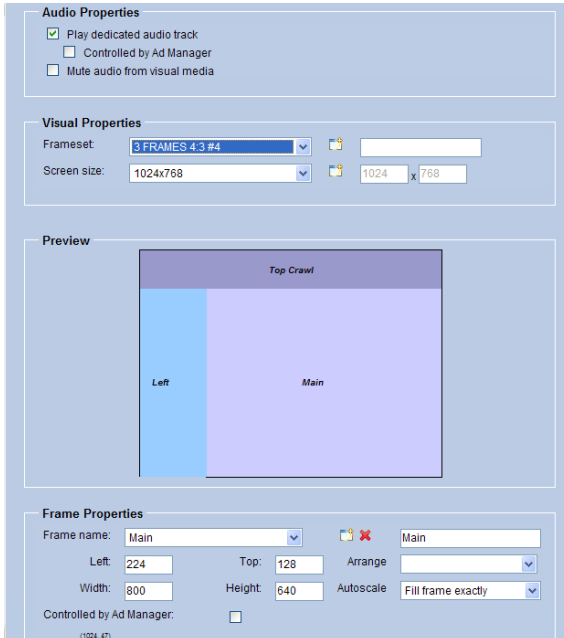 Audio Properties
Play dedicated audio track
Controlled by Ad Manager
Mute audio from visual media
Visual Properties
Frameset: 3 FRAMES 4:3 #4
Screen size: 1024x768 1024 x 768
Preview
Top Crawl
Left Main
Frame Properties
Frame name: Main Main
Left: 224 Top: 128 Arrange
Width: 800 Height: 640 Autoscale Fill frame exactly
Controlled by Ad Manager:
(1024, 47)